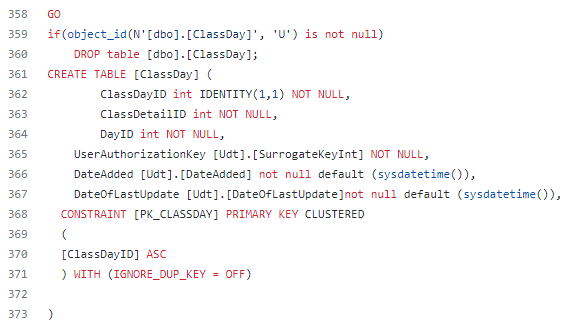 358 GO
359 if(object_id(N'[dbo].[ClassDay]', 'U') is not null)
360     DROP table [dbo].[ClassDay];
361 CREATE TABLE [ClassDay] (
362         ClassDayID int IDENTITY(1,1) NOT NULL,
363         ClassDetailID int NOT NULL,
364         DayID int NOT NULL,
365     UserAuthorizationKey [Udt].[SurrogateKeyInt] NOT NULL,
366     DateAdded [Udt].[DateAdded] not null default (sysdatetime()),
367     DateOfLastUpdate [Udt].[DateOfLastUpdate]not null default (sysdatetime()),
368   CONSTRAINT [PK_CLASSDAY] PRIMARY KEY CLUSTERED
369   (
370   [ClassDayID] ASC
371   ) WITH (IGNORE_DUP_KEY = OFF)
372
373 )